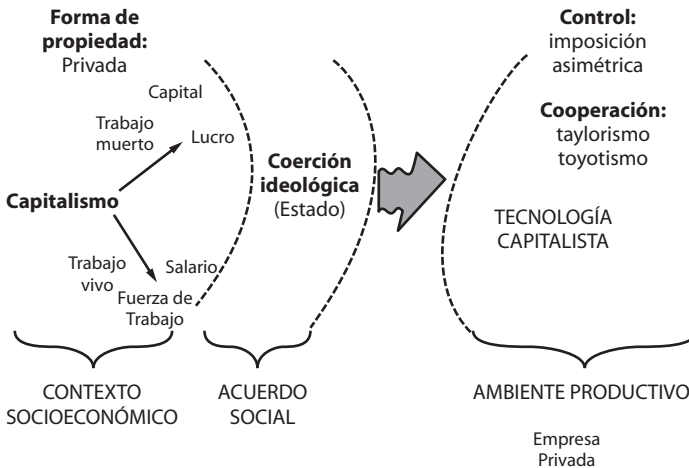 Forma de
propiedad:
Privada
Capital
Trabajo
muerto
Lucro
Capitalismo
Trabajo
vivo
Salario
Fuerza de
Trabajo
CONTEXTO
SOCIOECONÓMICO
Coerción
ideológica
(Estado)
ACUERDO
SOCIAL
Control:
imposición
asimétrica
Cooperación:
taylorismo
toyotismo
TECNOLOGÍA
CAPITALISTA
AMBIENTE PRODUCTIVO
Empresa
Privada